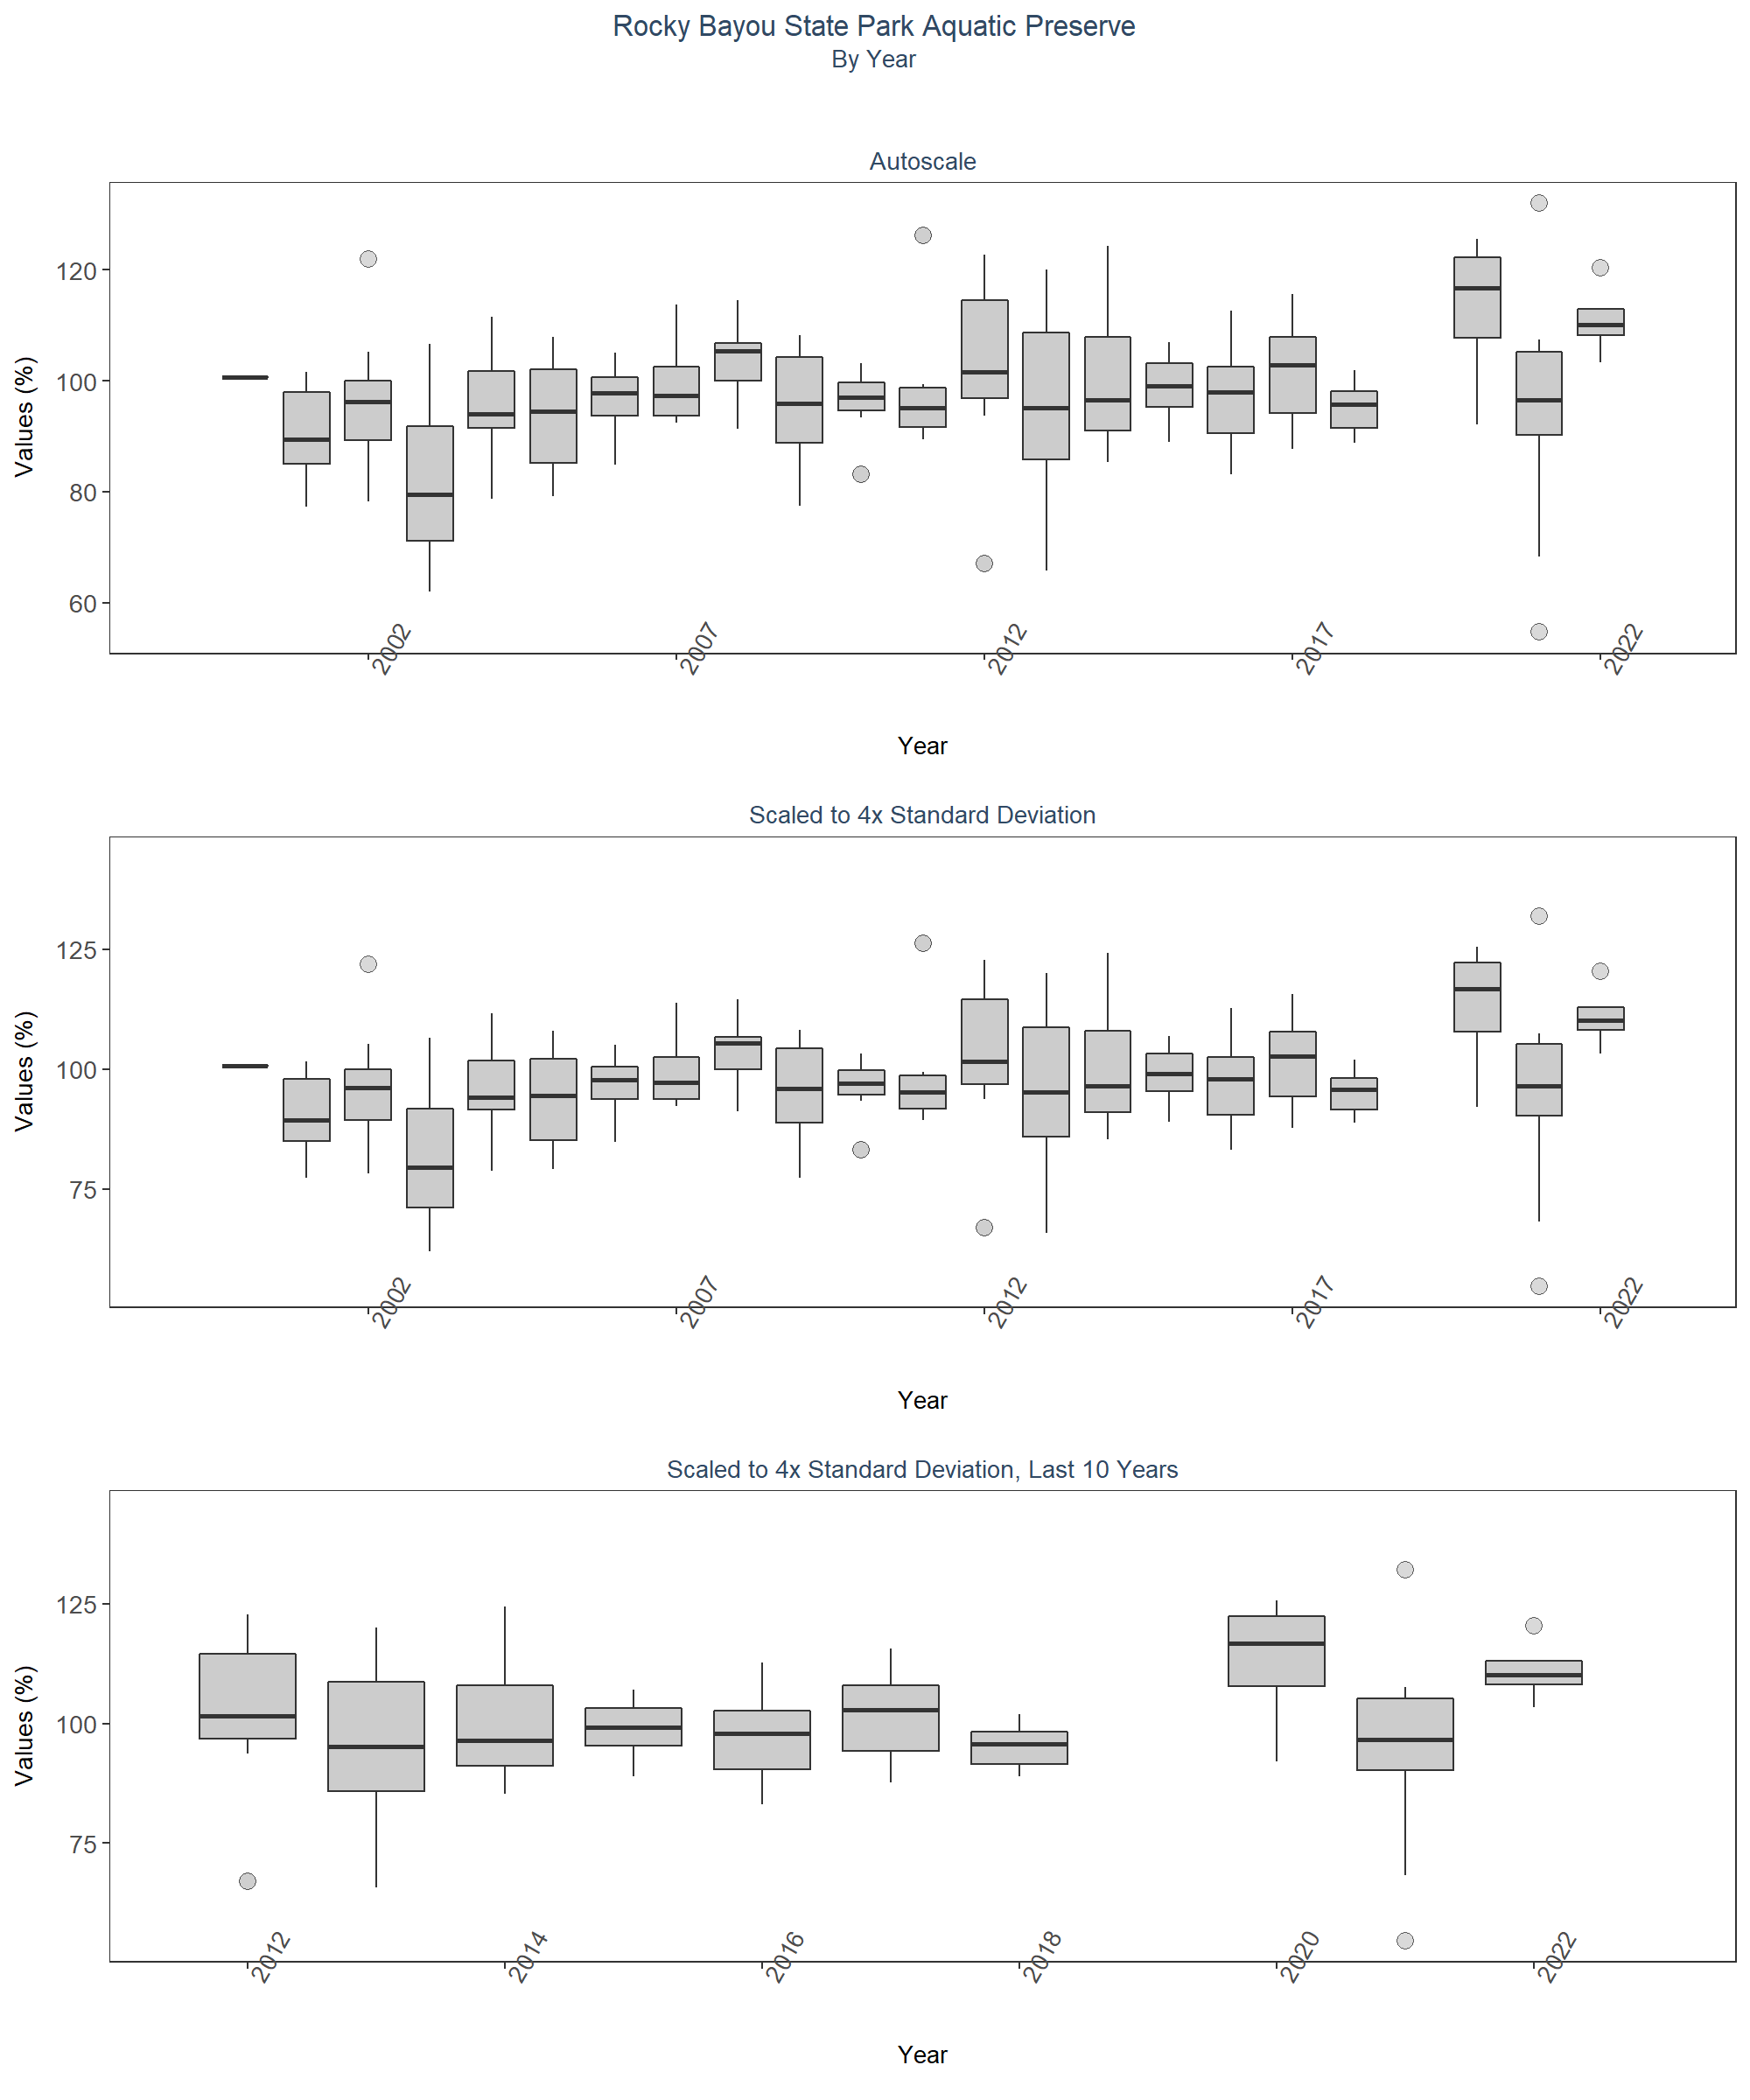 Rocky Bayou State Park Aquatic Preserve
By Year
Autoscale
Values (%)
120
100
80
60
2002 2007 2012 2017 2022
Year
Scaled to 4x Standard Deviation
Values (%)
125
100
75
2002 2007 2012 2017 2022
Year
Scaled to 4x Standard Deviation, Last 10 Years
Values (%)
125
100
75
2012 2014 2016 2018 2020 2022
Year